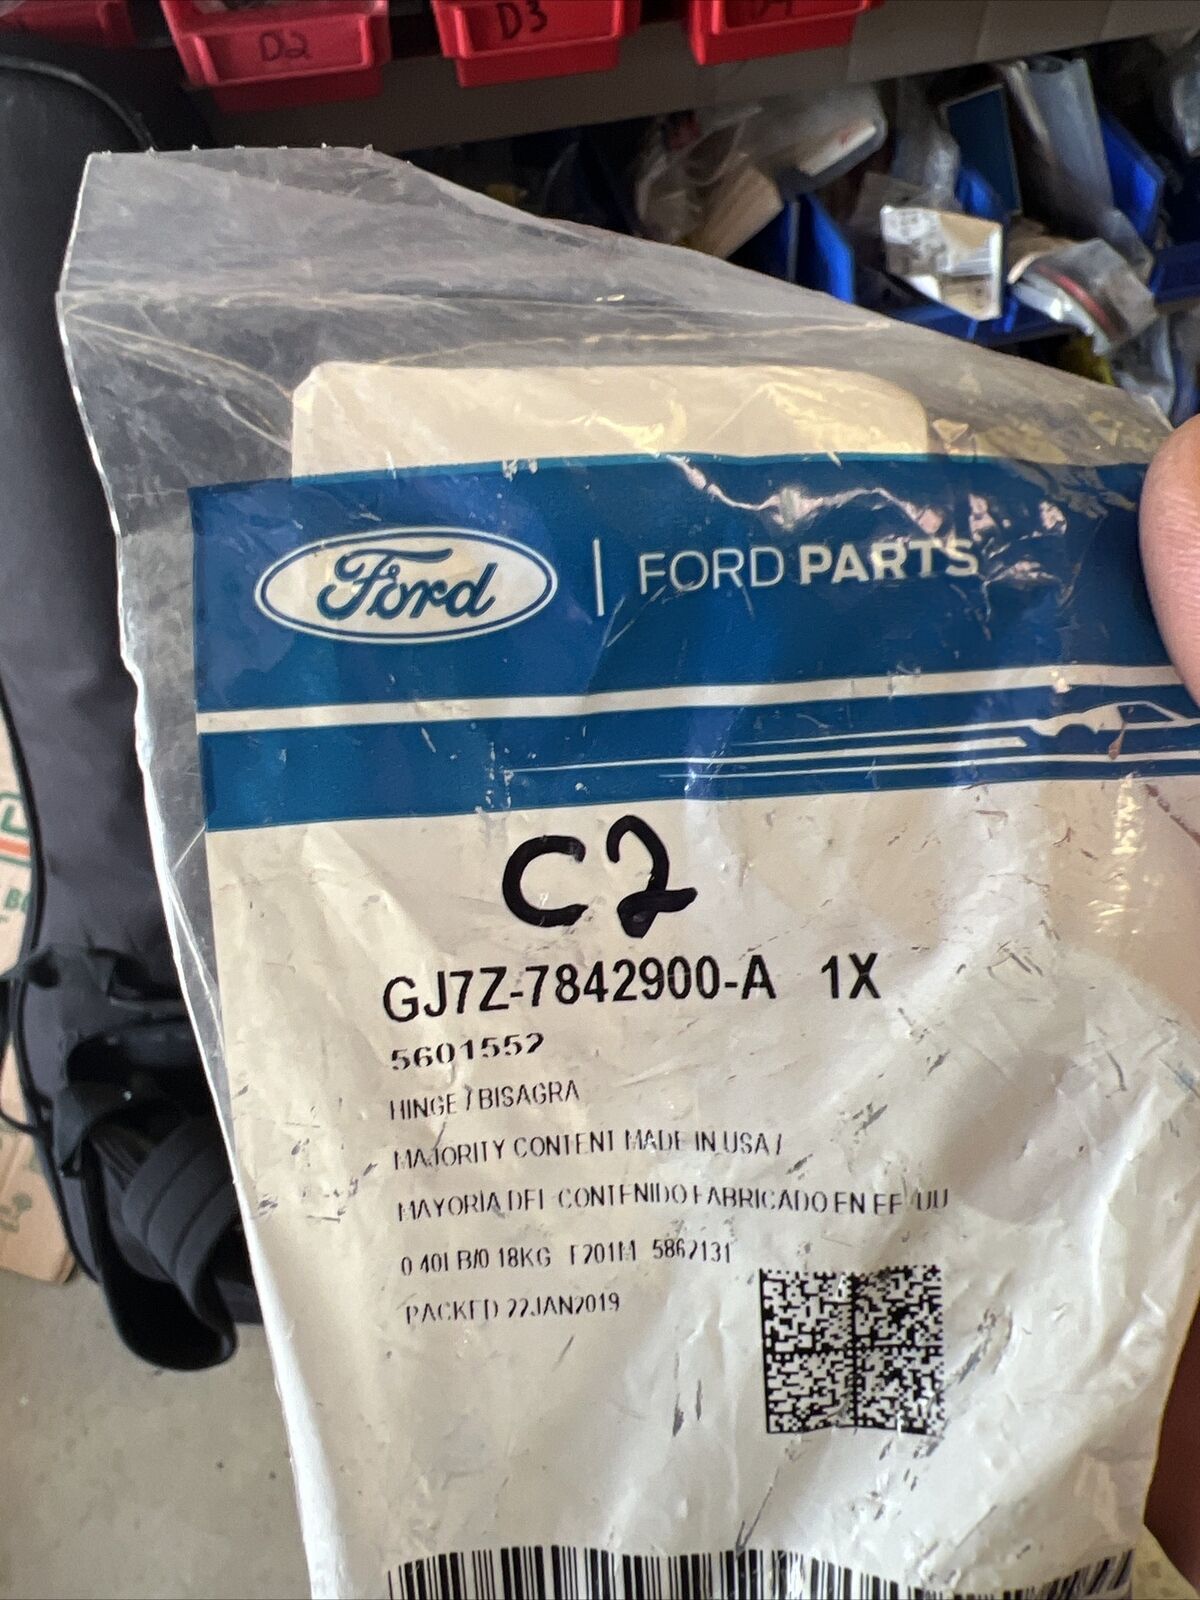 D2 D3
Ford | FORD PARTS
C2
GJ7Z-7842900-A 1X
5601552
HINGE / BISAGRA
MAJORITY CONTENT MADE IN USA /
MAYORIA DEL CONTENIDO FABRICADO EN EE UU
0.40LB/0.18KG F201M 5862131
PACKED 22JAN2019